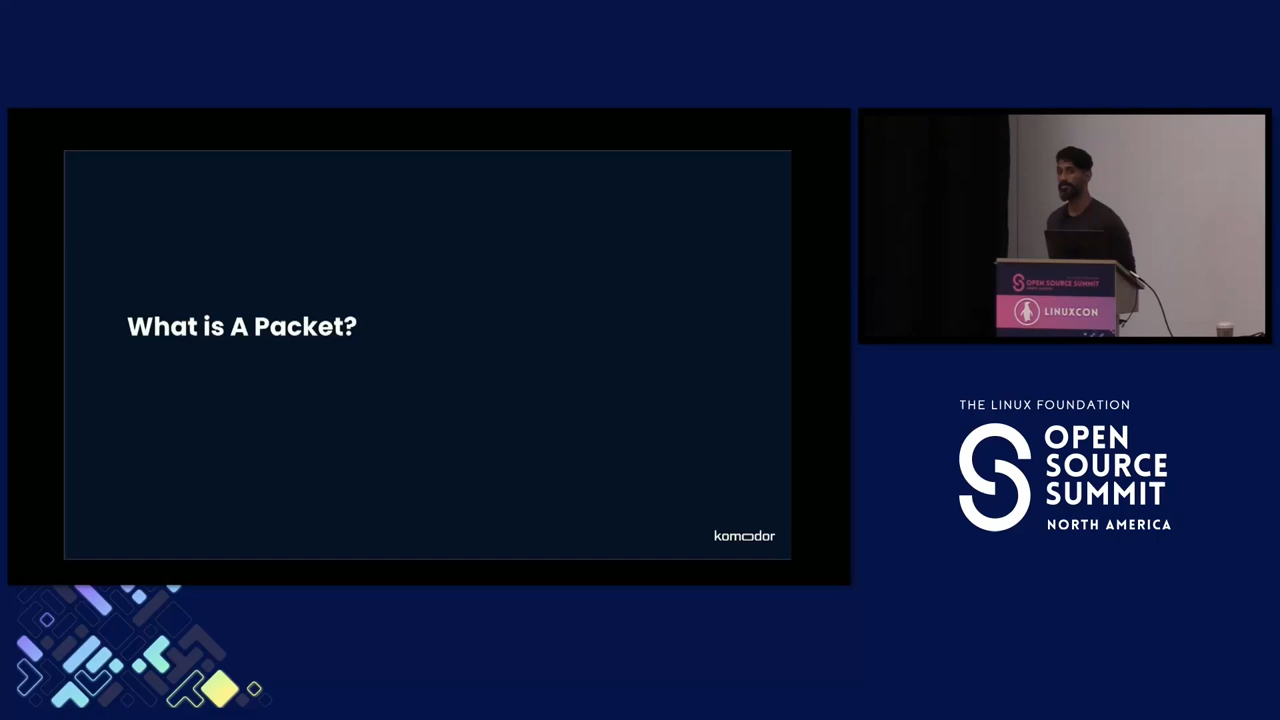 What is A Packet?
komodor
OPEN SOURCE SUMMIT
LINUXCON
THE LINUX FOUNDATION
OPEN
SOURCE
SUMMIT
NORTH AMERICA